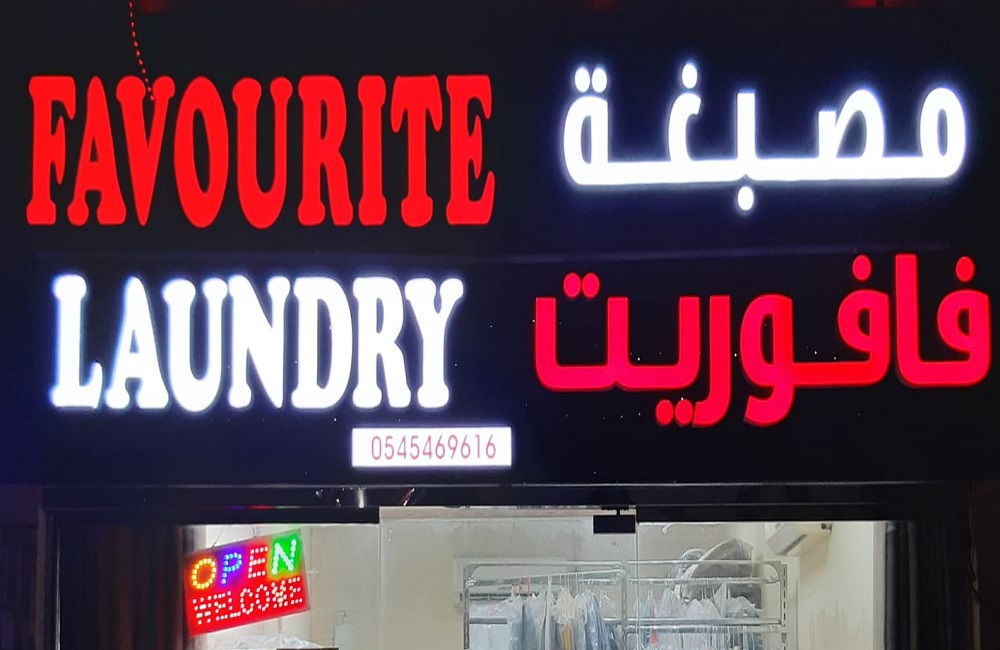 FAVOURITE
LAUNDRY
مصبغة
فافوريت
0545469616
OPEN
WELCOME